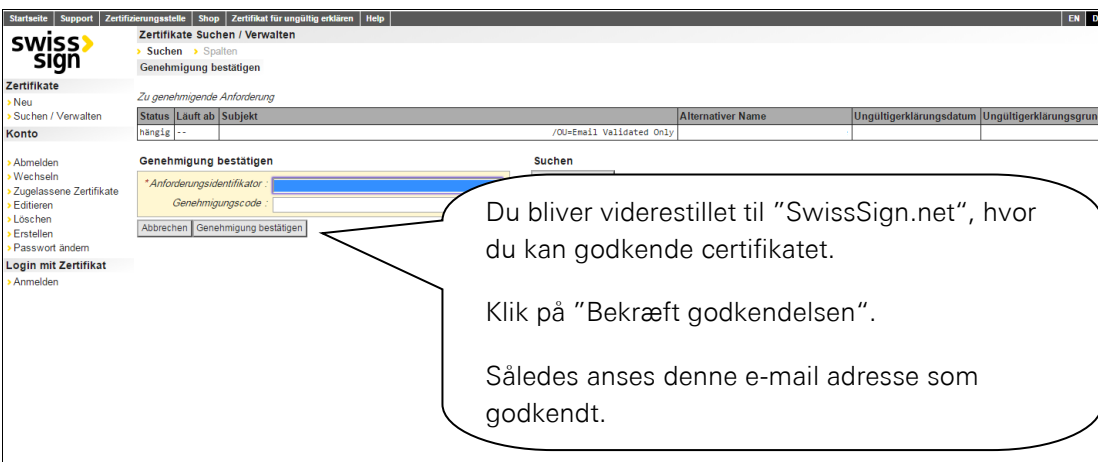 Startseite Support Zertifizierungsstelle Shop Zertifikat für ungültig erklären Help EN D
swiss sign
Zertifikate Suchen / Verwalten
Suchen Spalten
Genehmigung bestätigen
Zertifikate
Neu
Suchen / Verwalten
Konto
Abmelden
Wechseln
Zugelassene Zertifikate
Editieren
Löschen
Erstellen
Passwort ändern
Login mit Zertifikat
Anmelden
Zu genehmigende Anforderung
Status Läuft ab Subjekt Alternativer Name Ungültigerklärungsdatum Ungültigerklärungsgrun
hängig -- /OU=Email Validated Only
Genehmigung bestätigen
*Anforderungsidentifikator :
Genehmigungscode :
Abbrechen Genehmigung bestätigen
Suchen
Du bliver viderestillet til ”SwissSign.net“, hvor
du kan godkende certifikatet.
Klik på ”Bekræft godkendelsen“.
Således anses denne e-mail adresse som
godkendt.